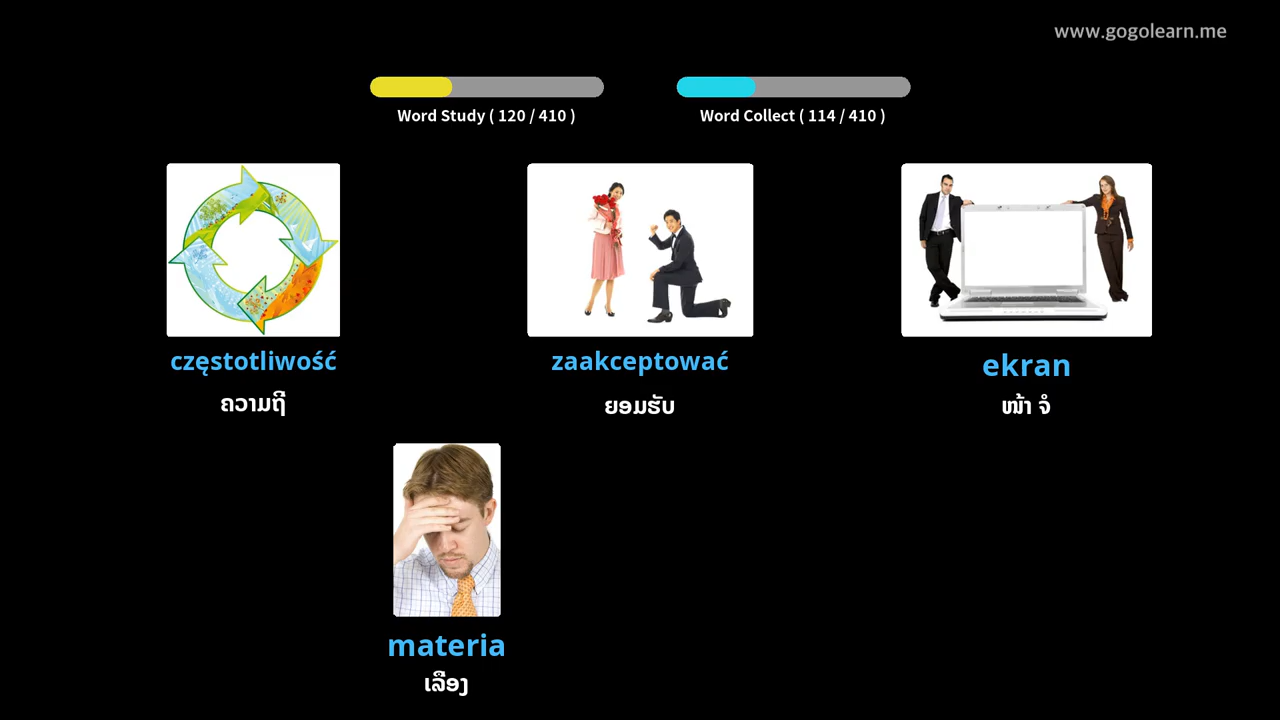 www.gogolearn.me
Word Study ( 120 / 410 )
Word Collect ( 114 / 410 )
częstotliwość
ຄວາມຖີ່
zaakceptować
ຍອມຮັບ
ekran
ໜ້າ ຈໍ
materia
ເລື່ອງ